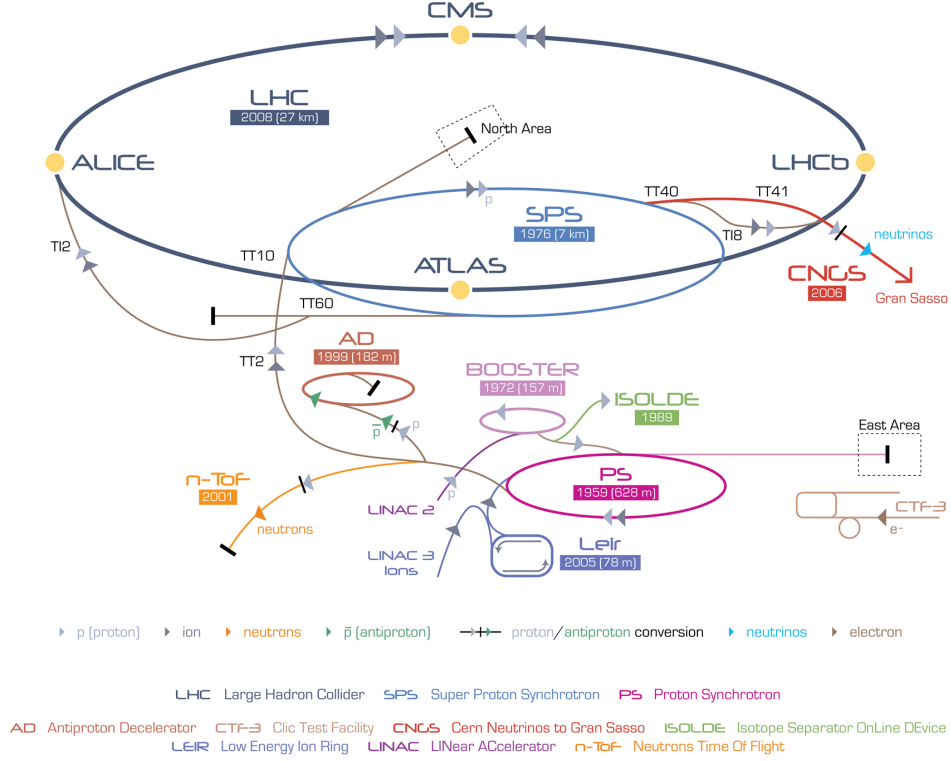 CMS
LHC
2008 (27 km)
North Area
ALICE
LHCb
TT40
TT41
SPS
1976 (7 km)
p
TI8
neutrinos
TI2
TT10
ATLAS
CNGS
2006
Gran Sasso
TT60
AD
1999 (182 m)
TT2
BOOSTER
1972 (157 m)
ISOLDE
1989
p
p̅
East Area
n-ToF
2001
PS
1959 (628 m)
p
LINAC 2
neutrons
CTF-3
e-
LINAC 3
Ions
Leir
2005 (78 m)
p (proton) ion neutrons p̅ (antiproton) proton/antiproton conversion neutrinos electron
LHC Large Hadron Collider SPS Super Proton Synchrotron PS Proton Synchrotron
AD Antiproton Decelerator CTF-3 Clic Test Facility CNGS Cern Neutrinos to Gran Sasso ISOLDE Isotope Separator OnLine DEvice
LEIR Low Energy Ion Ring LINAC LINear ACcelerator n-ToF Neutrons Time Of Flight